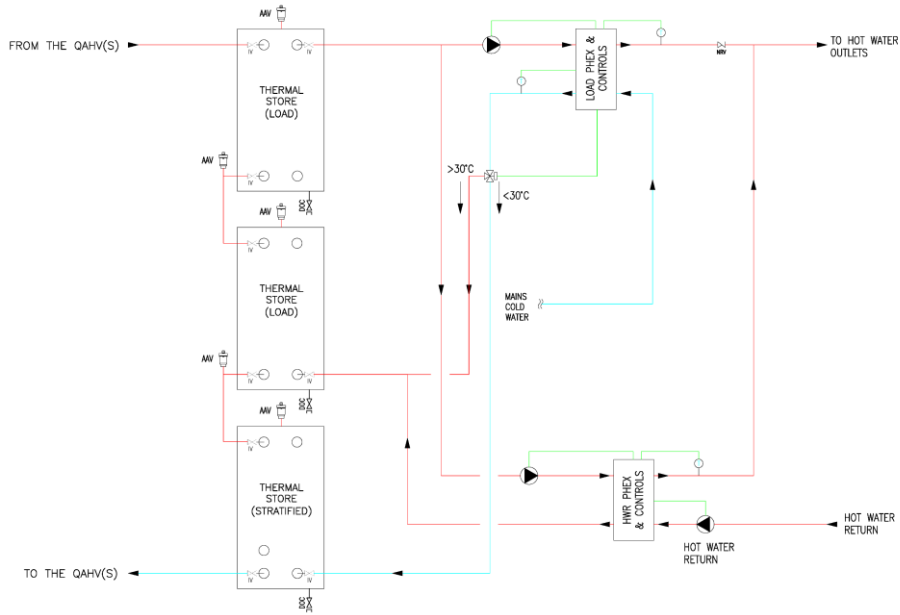 AAV
FROM THE QAHV(S)
IV
IV
THERMAL
STORE
(LOAD)
LOAD PHEX &
CONTROLS
NRV
TO HOT WATER
OUTLETS
AAV
IV
DOC
>30°C
<30°C
AAV
IV
THERMAL
STORE
(LOAD)
MAINS
COLD
WATER
AAV
IV
IV
DOC
AAV
IV
THERMAL
STORE
(STRATIFIED)
HWR PHEX
& CONTROLS
HOT WATER
RETURN
HOT WATER
RETURN
TO THE QAHV(S)
IV
IV
DOC